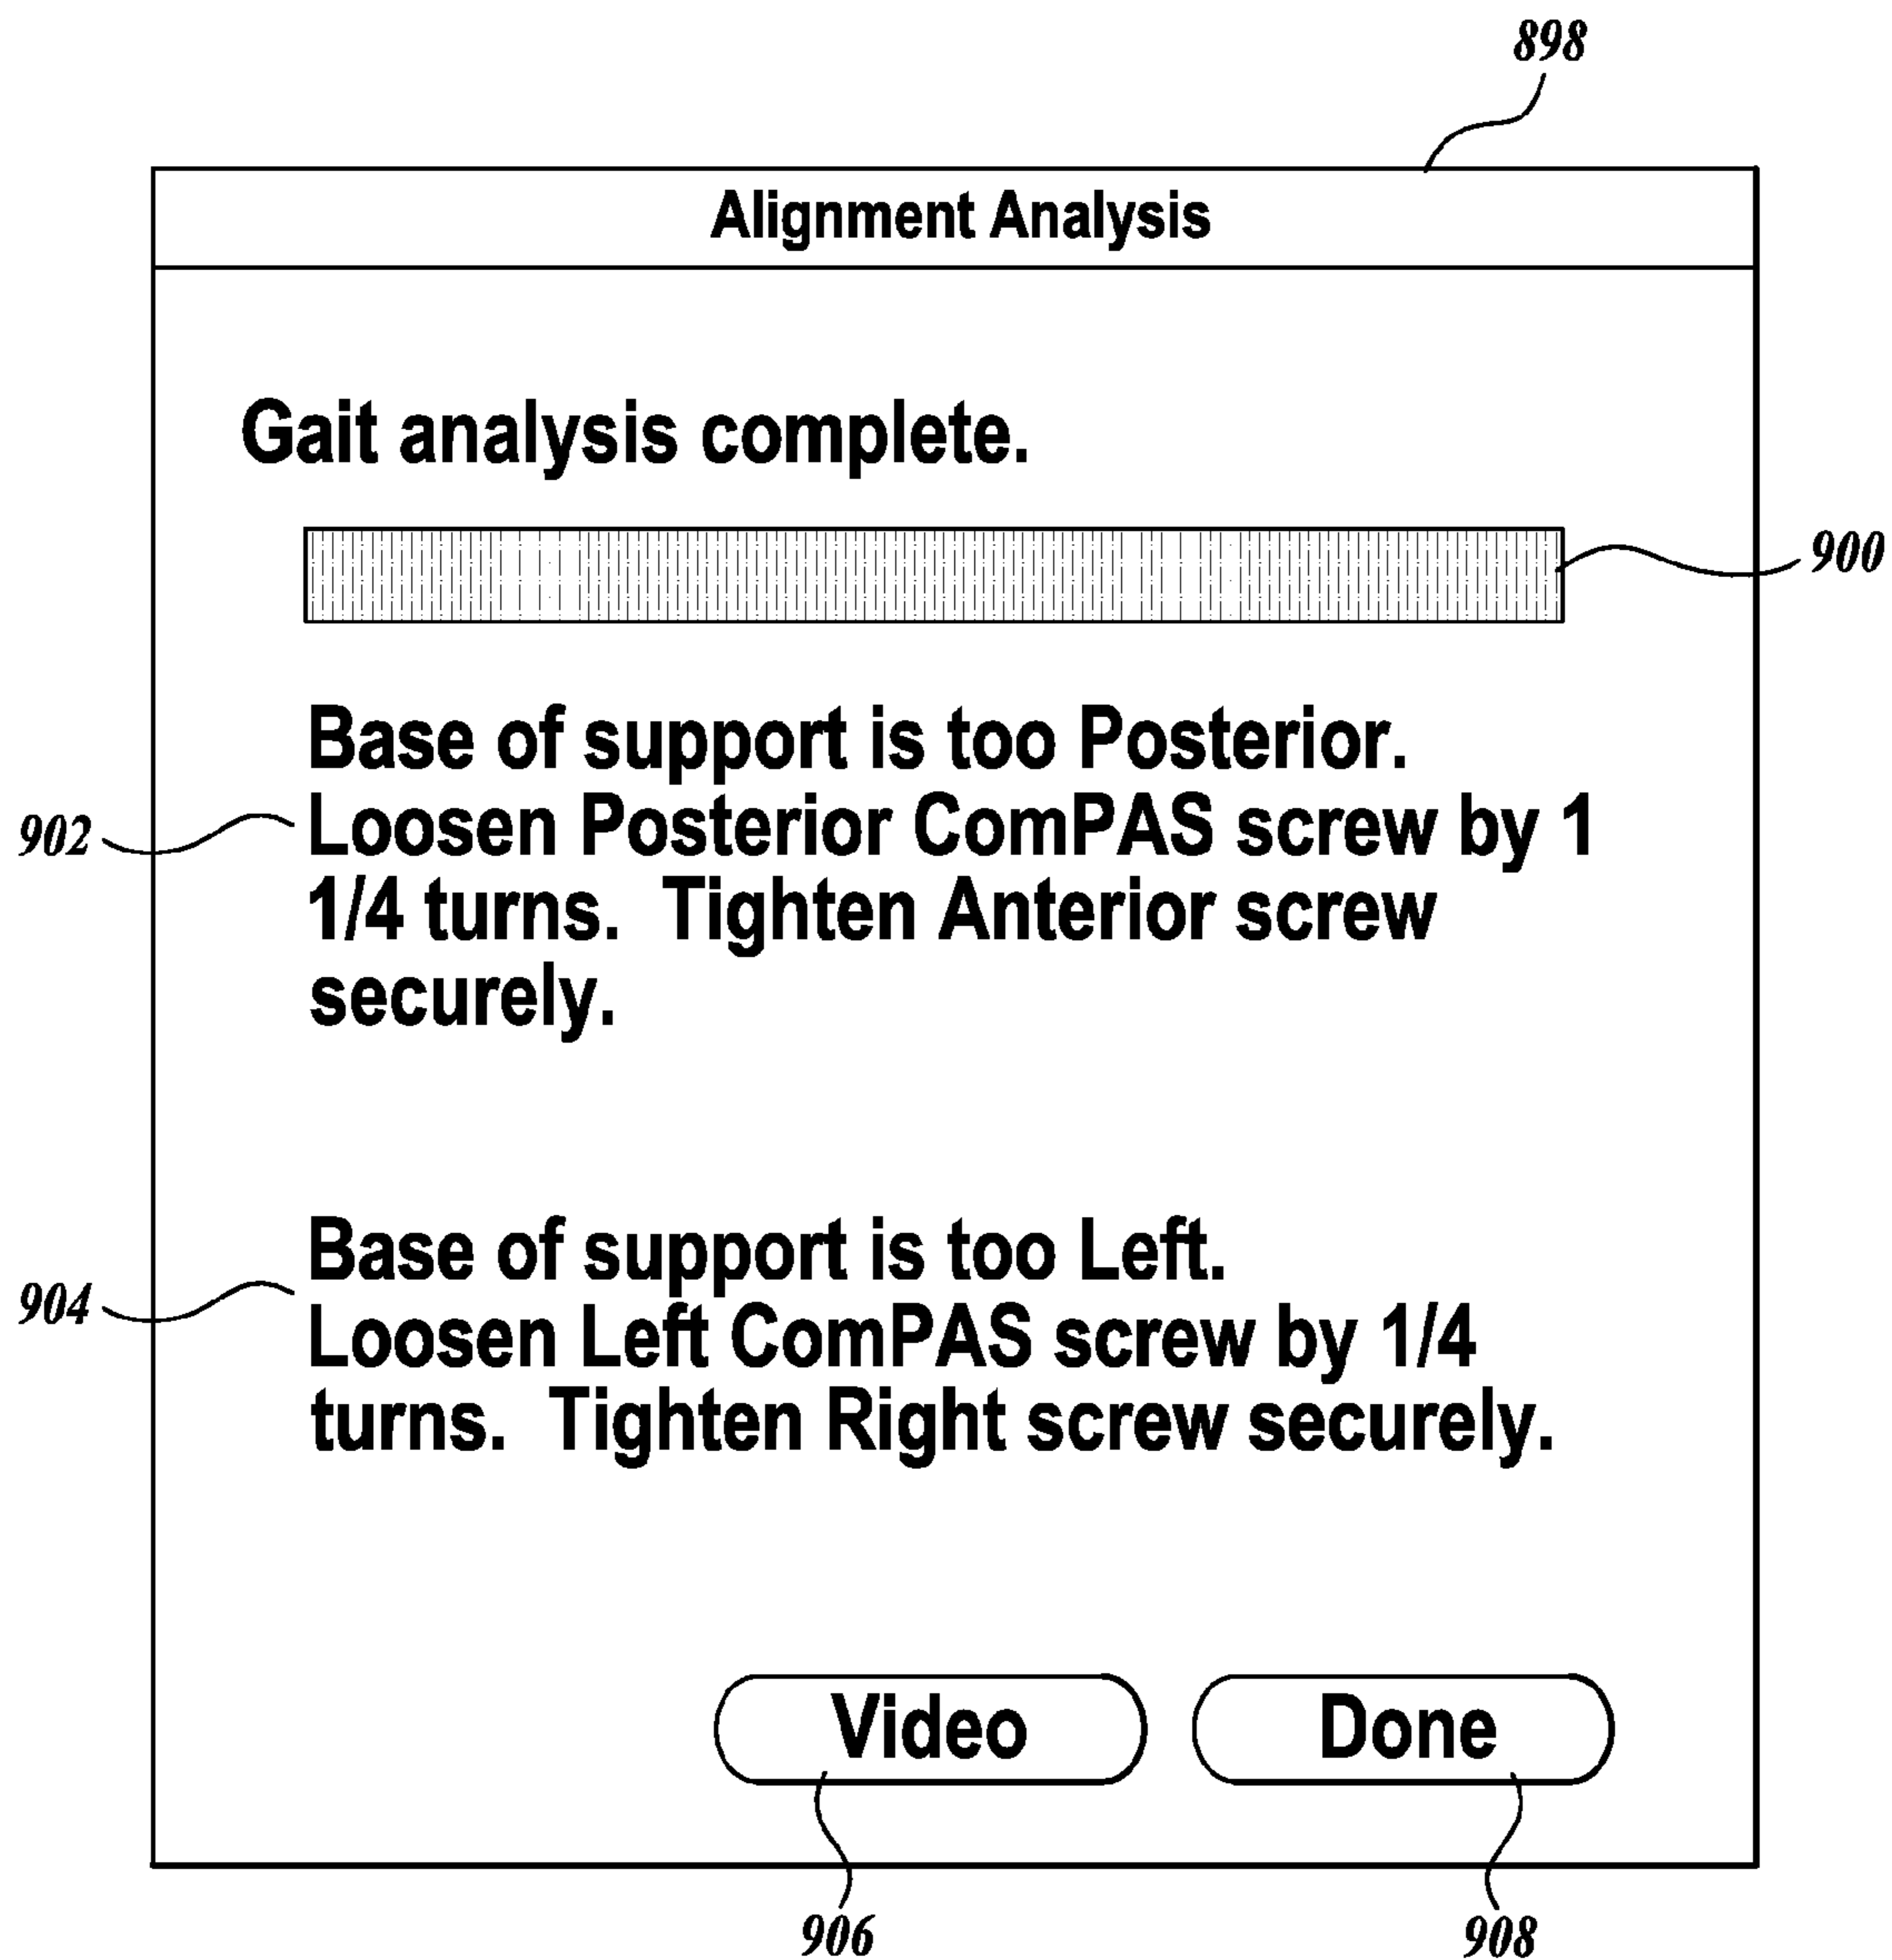 898
Alignment Analysis
Gait analysis complete.
900
Base of support is too Posterior.
902
Loosen Posterior ComPAS screw by 1
1/4 turns. Tighten Anterior screw
securely.
Base of support is too Left.
904
Loosen Left ComPAS screw by 1/4
turns. Tighten Right screw securely.
Video
Done
906
908